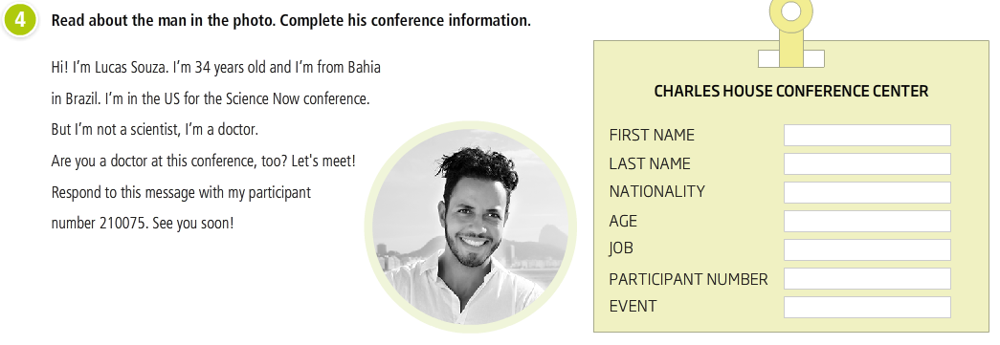 4 Read about the man in the photo. Complete his conference information.
Hi! I'm Lucas Souza. I'm 34 years old and I'm from Bahia
in Brazil. I'm in the US for the Science Now conference.
But I'm not a scientist, I'm a doctor.
Are you a doctor at this conference, too? Let's meet!
Respond to this message with my participant
number 210075. See you soon!
CHARLES HOUSE CONFERENCE CENTER
FIRST NAME
LAST NAME
NATIONALITY
AGE
JOB
PARTICIPANT NUMBER
EVENT